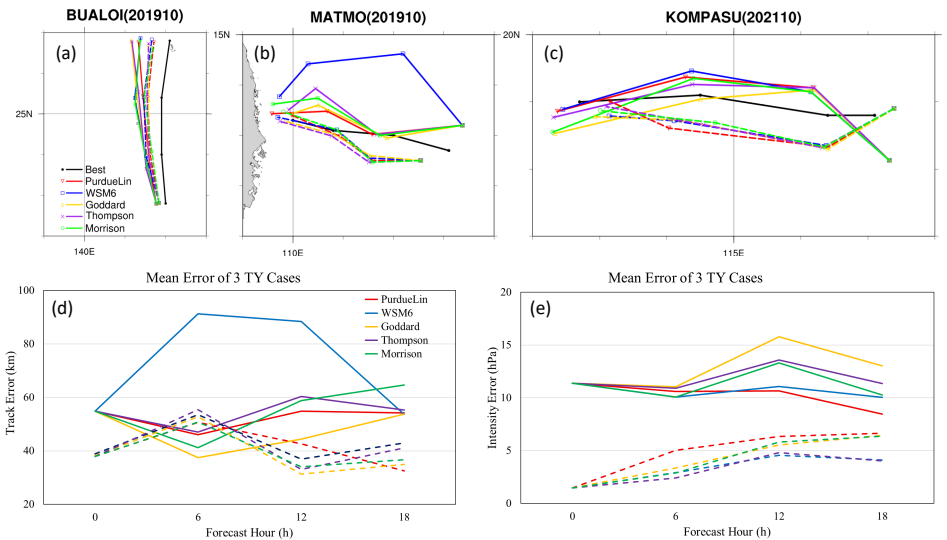 BUALOI(201910)
MATMO(201910)
KOMPASU(202110)
(a)
25N
Best
PurdueLin
WSM6
Goddard
Thompson
Morrison
140E
15N
(b)
110E
20N
(c)
115E
Mean Error of 3 TY Cases
(d)
Track Error (km)
100
80
60
40
20
PurdueLin
WSM6
Goddard
Thompson
Morrison
0 6 12 18
Forecast Hour (h)
Mean Error of 3 TY Cases
(e)
Intensity Error (hPa)
20
15
10
5
0
0 6 12 18
Forecast Hour (h)